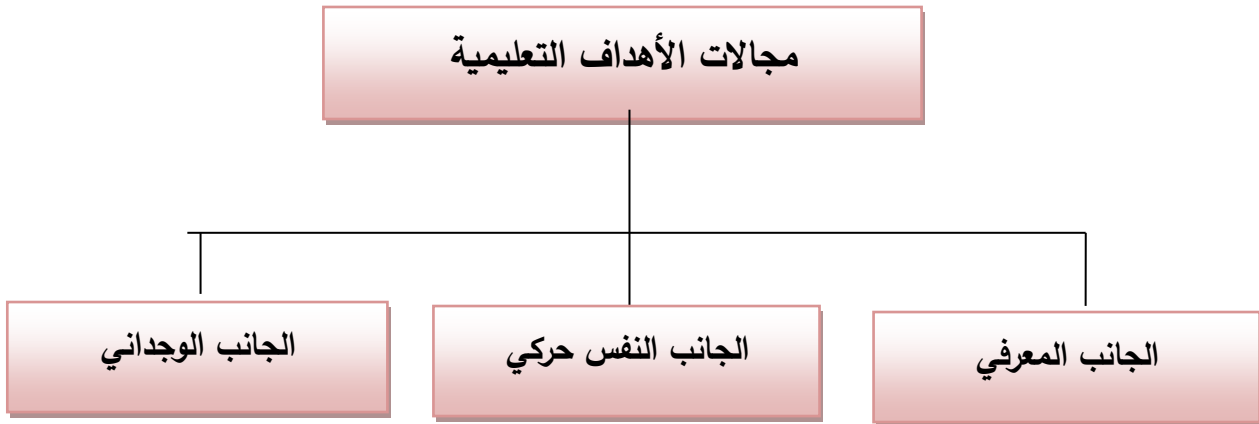 مجالات الأهداف التعليمية
الجانب المعرفي
الجانب النفس حركي
الجانب الوجداني